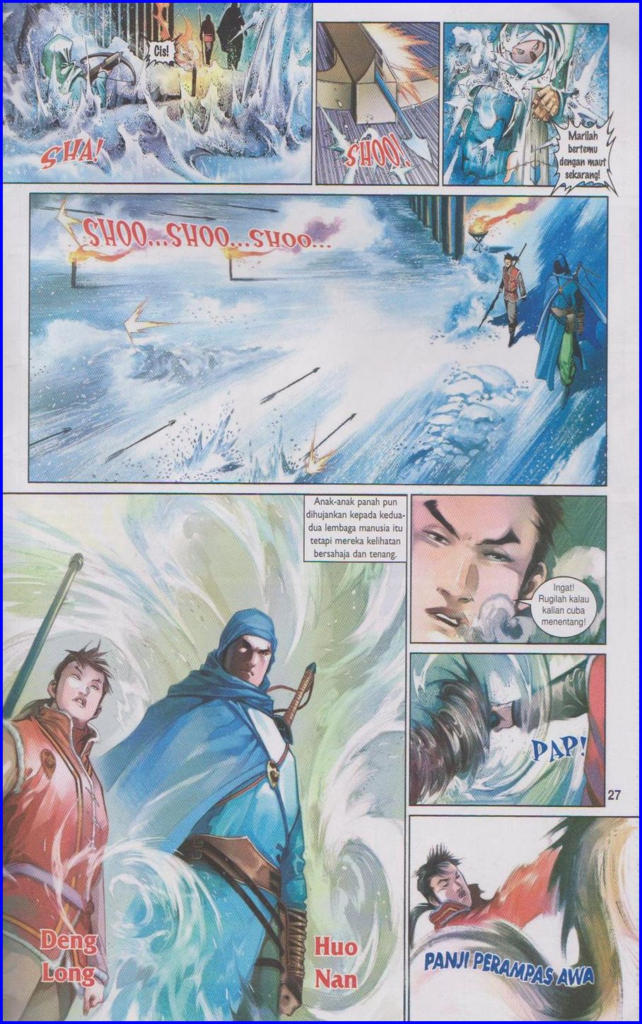 Cis!
SHA!
SHOO!
Marilah
bertemu
dengan maut
sekarang!
SHOO...SHOO...SHOO...
Anak-anak panah pun
dihujankan kepada kedua-
dua lembaga manusia itu
tetapi mereka kelihatan
bersahaja dan tenang.
Ingat!
Rugilah kalau
kalian cuba
menentang!
PAP!
27
Deng
Long
Huo
Nan
PANJI PERAMPAS AWA